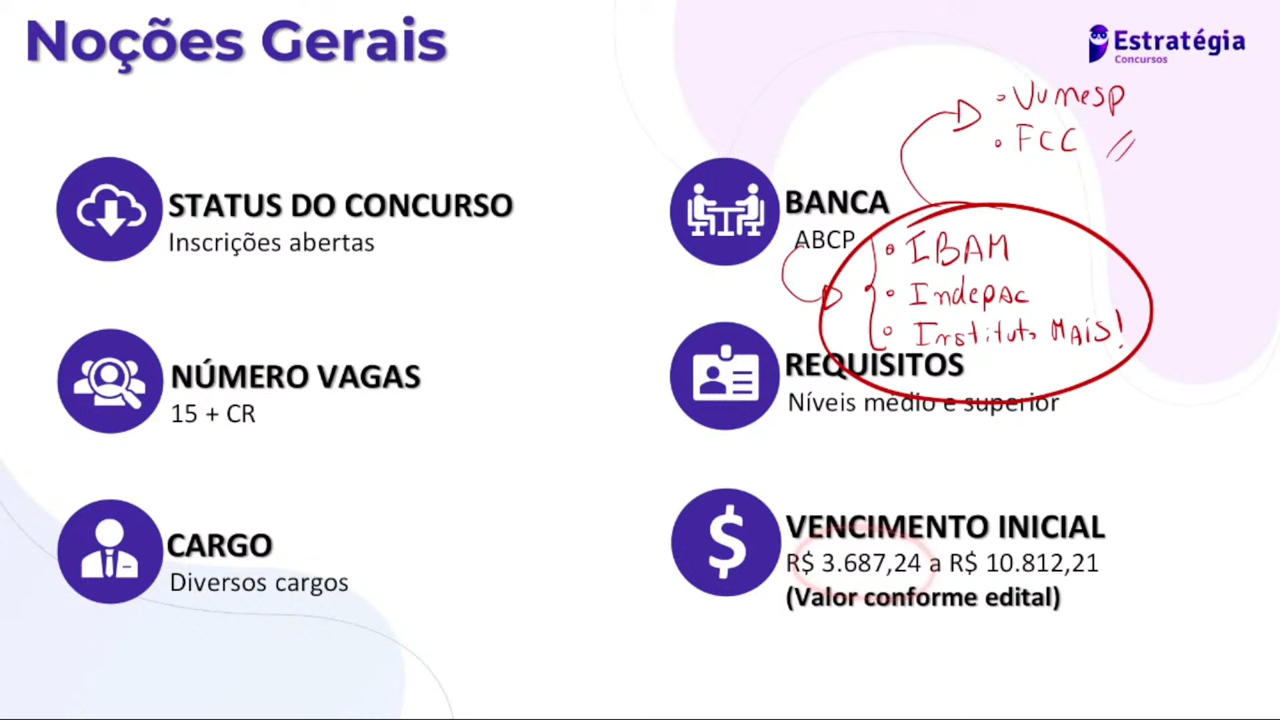 Noções Gerais
Estratégia
Concursos
• Vumesp
• FCC
STATUS DO CONCURSO
Inscrições abertas
BANCA
ABCP
• IBAM
• Indepac
• Instituto MAIS!
NÚMERO VAGAS
15 + CR
REQUISITOS
Níveis médio e superior
CARGO
Diversos cargos
VENCIMENTO INICIAL
R$ 3.687,24 a R$ 10.812,21
(Valor conforme edital)